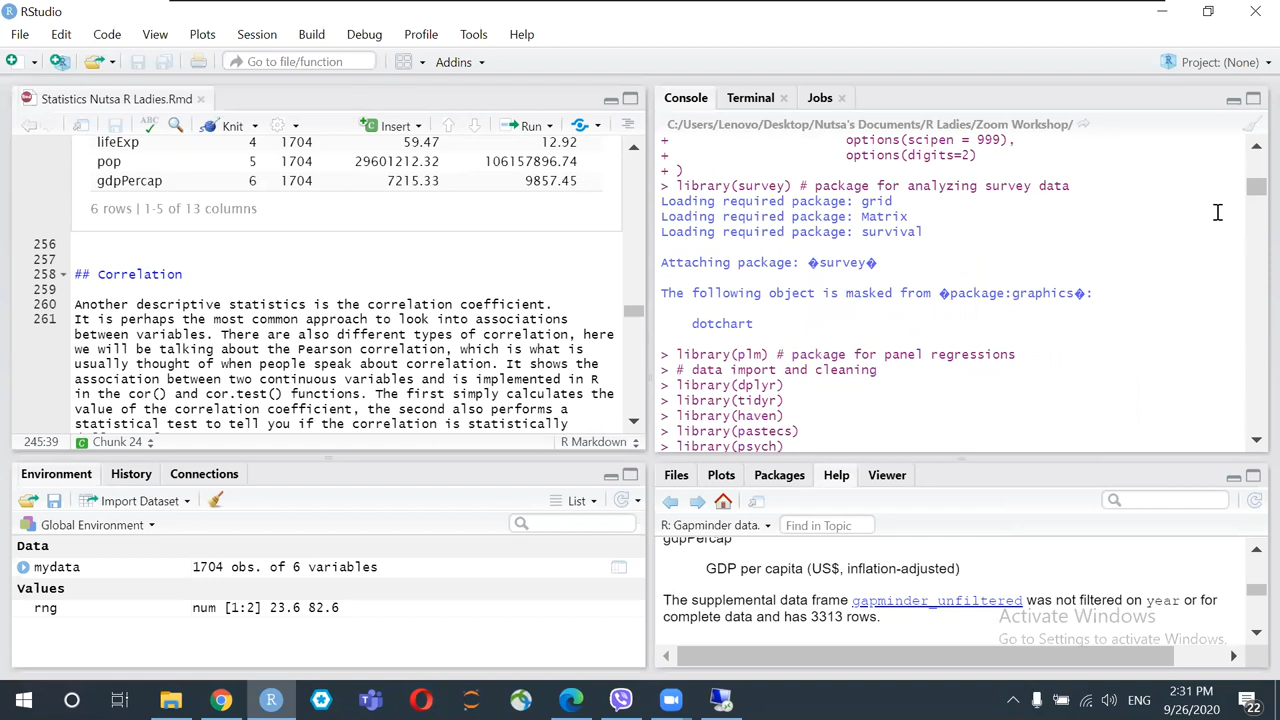 RStudio
File Edit Code View Plots Session Build Debug Profile Tools Help
Go to file/function Addins Project: (None)
Statistics Nutsa R Ladies.Rmd
ABC Knit Insert Run
lifeExp 4 1704 59.47 12.92
pop 5 1704 29601212.32 106157896.74
gdpPercap 6 1704 7215.33 9857.45
6 rows | 1-5 of 13 columns
256
257
258 ## Correlation
259
260 Another descriptive statistics is the correlation coefficient.
261 It is perhaps the most common approach to look into associations
between variables. There are also different types of correlation, here
we will be talking about the Pearson correlation, which is what is
usually thought of when people speak about correlation. It shows the
association between two continuous variables and is implemented in R
in the cor() and cor.test() functions. The first simply calculates the
value of the correlation coefficient, the second also performs a
statistical test to tell you if the correlation is statistically
245:39 Chunk 24 R Markdown
Console Terminal Jobs
C:/Users/Lenovo/Desktop/Nutsa's Documents/R Ladies/Zoom Workshop/
+ options(scipen = 999),
+ options(digits=2)
+ )
> library(survey) # package for analyzing survey data
Loading required package: grid
Loading required package: Matrix
Loading required package: survival
Attaching package: �survey�
The following object is masked from �package:graphics�:
dotchart
> library(plm) # package for panel regressions
> # data import and cleaning
> library(dplyr)
> library(tidyr)
> library(haven)
> library(pastecs)
> library(psych)
Environment History Connections
Import Dataset List
Global Environment
Data
mydata 1704 obs. of 6 variables
Values
rng num [1:2] 23.6 82.6
Files Plots Packages Help Viewer
R: Gapminder data. Find in Topic
gdpPercap
GDP per capita (US$, inflation-adjusted)
The supplemental data frame gapminder_unfiltered was not filtered on year or for
complete data and has 3313 rows.
Activate Windows
Go to Settings to activate Windows.
ENG 2:31 PM
9/26/2020
22